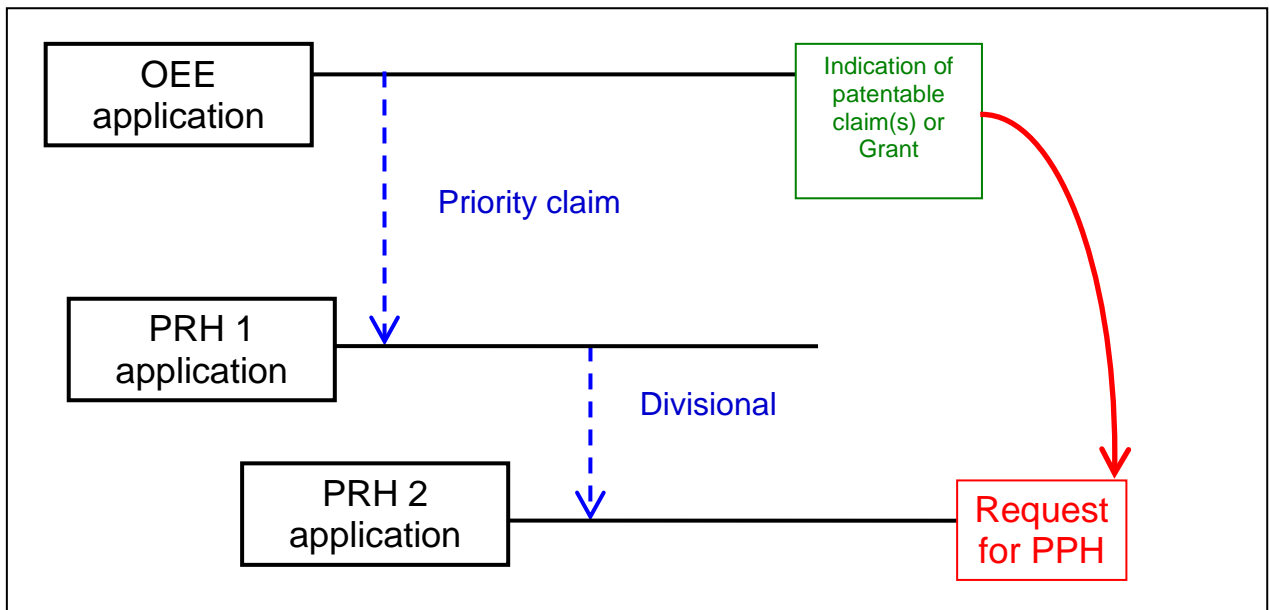 OEE
application
Indication of
patentable
claim(s) or
Grant
Priority claim
PRH 1
application
Divisional
PRH 2
application
Request
for PPH